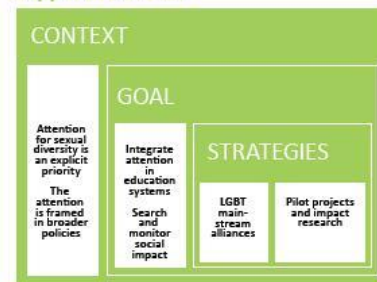 CONTEXT
Attention
for sexual
diversity is
an explicit
priority
The
attention
is framed
in broader
policies
GOAL
Integrate
attention
in
education
systems
Search
and
monitor
social
impact
STRATEGIES
LGBT
main-
stream
alliances
Pilot projects
and impact
research